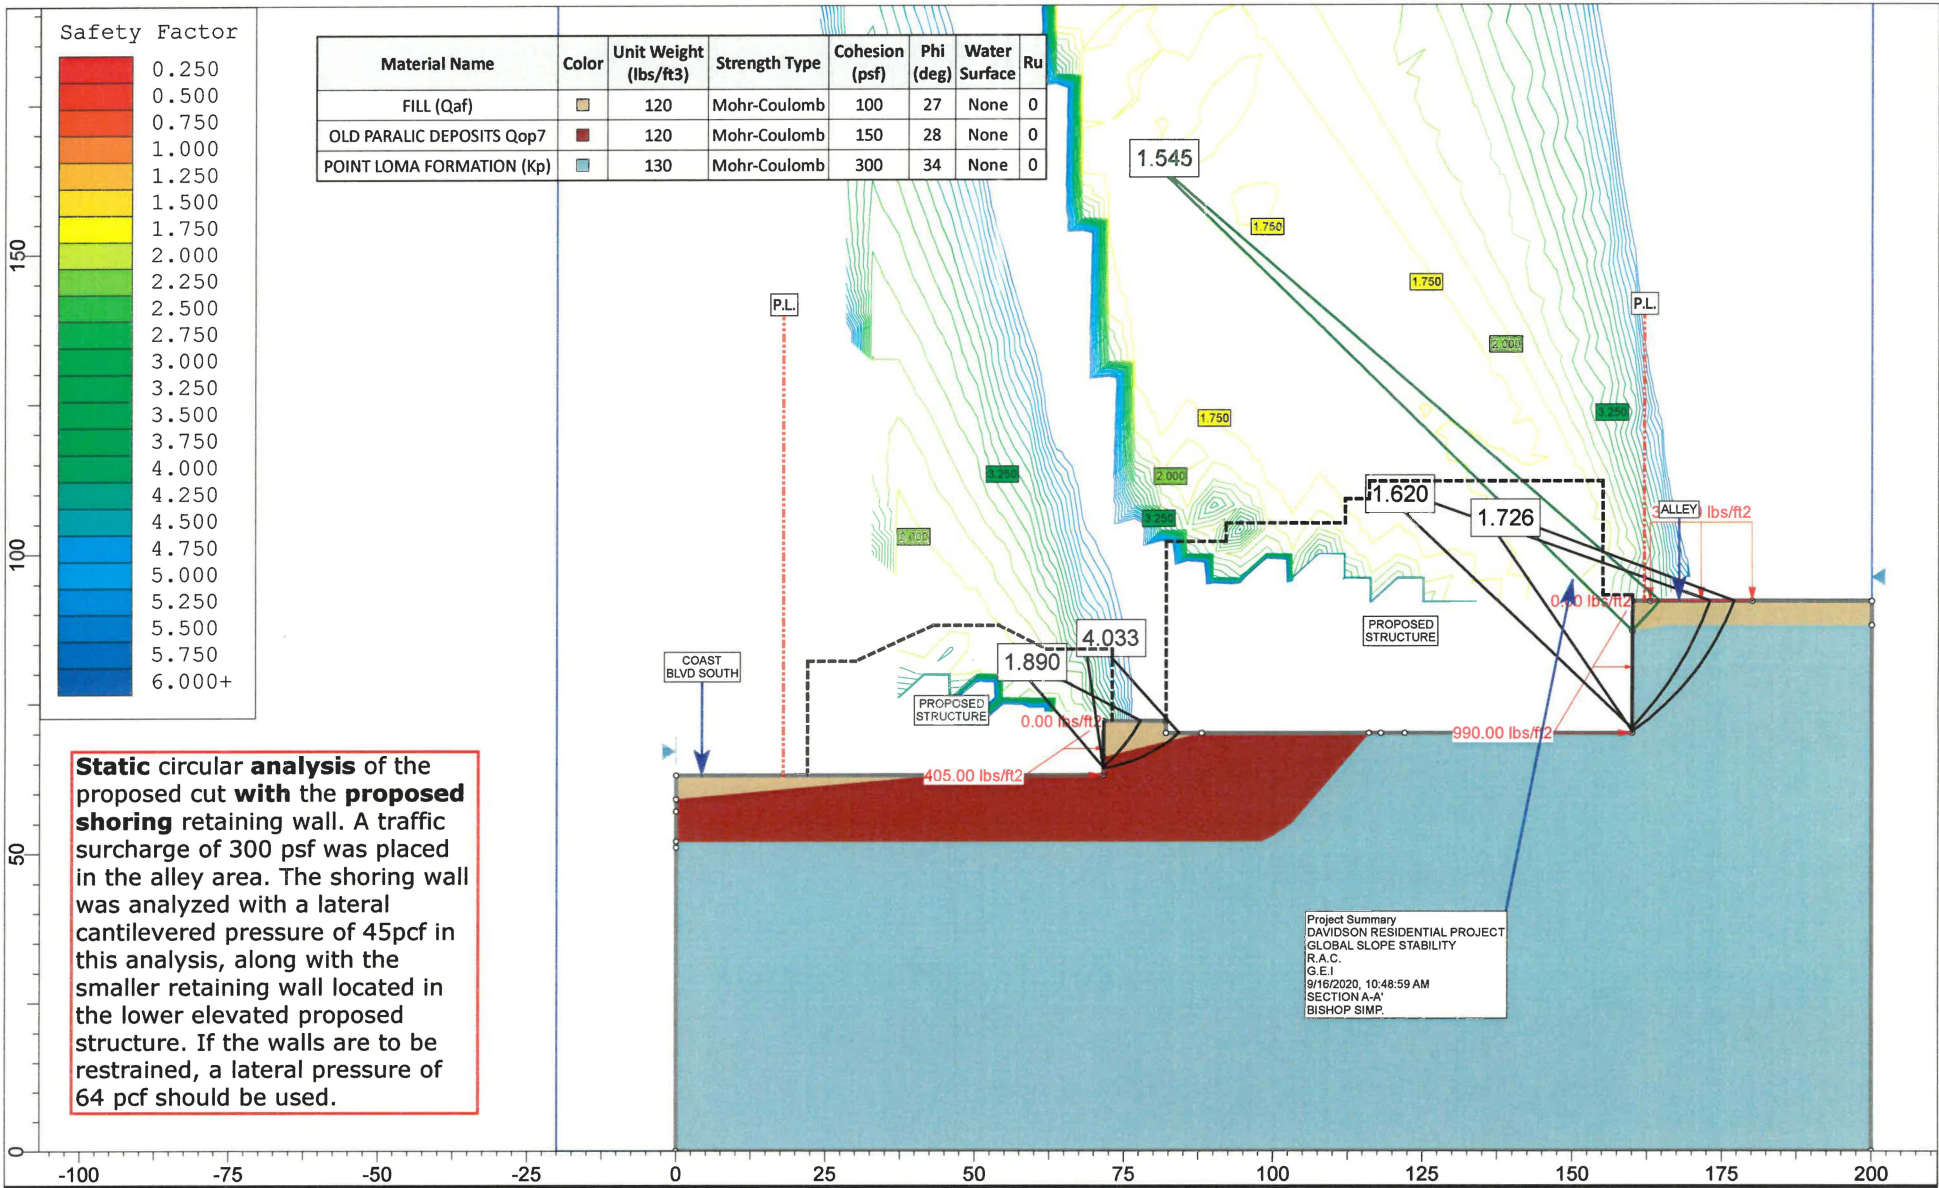 Safety Factor
0.250
0.500
0.750
1.000
1.250
1.500
1.750
2.000
2.250
2.500
2.750
3.000
3.250
3.500
3.750
4.000
4.250
4.500
4.750
5.000
5.250
5.500
5.750
6.000+
Material Name Color Unit Weight (lbs/ft3) Strength Type Cohesion (psf) Phi (deg) Water Surface Ru
FILL (Qaf) 120 Mohr-Coulomb 100 27 None 0
OLD PARALIC DEPOSITS Qop7 120 Mohr-Coulomb 150 28 None 0
POINT LOMA FORMATION (Kp) 130 Mohr-Coulomb 300 34 None 0
1.545
1.750
1.750
P.L.
P.L.
2.000
3.250
1.750
3.250
2.000
1.620
1.726
ALLEY
lbs/ft2
3.250
2.000
0.00 lbs/ft2
PROPOSED
STRUCTURE
4.033
1.890
COAST
BLVD SOUTH
PROPOSED
STRUCTURE
0.00 lbs/ft2
990.00 lbs/ft2
405.00 lbs/ft2
Static circular analysis of the
proposed cut with the proposed
shoring retaining wall. A traffic
surcharge of 300 psf was placed
in the alley area. The shoring wall
was analyzed with a lateral
cantilevered pressure of 45pcf in
this analysis, along with the
smaller retaining wall located in
the lower elevated proposed
structure. If the walls are to be
restrained, a lateral pressure of
64 pcf should be used.
Project Summary
DAVIDSON RESIDENTIAL PROJECT
GLOBAL SLOPE STABILITY
R.A.C.
G.E.I
9/16/2020, 10:48:59 AM
SECTION A-A'
BISHOP SIMP.
150
100
50
0
-100 -75 -50 -25 0 25 50 75 100 125 150 175 200